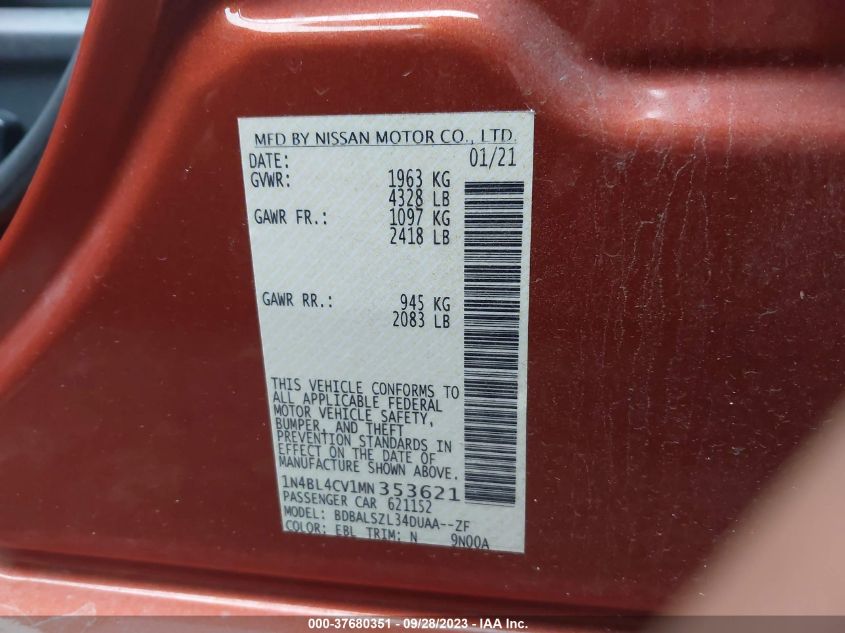 MFD BY NISSAN MOTOR CO., LTD.
DATE: 01/21
GVWR: 1963 KG
4328 LB
GAWR FR.: 1097 KG
2418 LB
GAWR RR.: 945 KG
2083 LB
THIS VEHICLE CONFORMS TO
ALL APPLICABLE FEDERAL
MOTOR VEHICLE SAFETY,
BUMPER, AND THEFT
PREVENTION STANDARDS IN
EFFECT ON THE DATE OF
MANUFACTURE SHOWN ABOVE.
1N4BL4CV1MN353621
PASSENGER CAR 621152
MODEL: BDBALSZL34DUAA--ZF
COLOR: EBL TRIM: N 9N00A
000-37680351 - 09/28/2023 - IAA Inc.